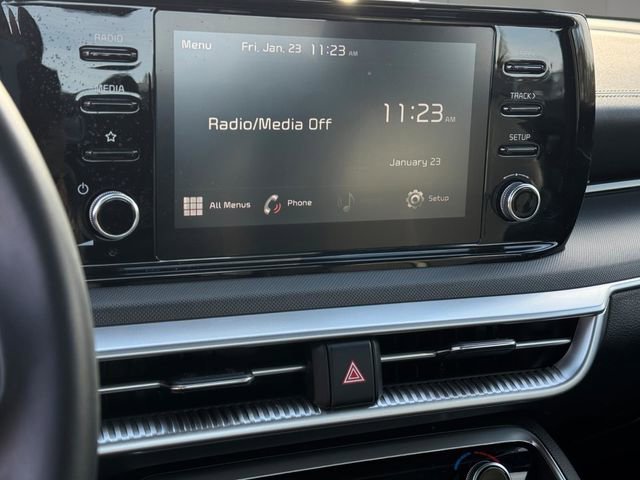 RADIO
MEDIA
Menu
Fri, Jan. 23 11:23 AM
11:23 AM
Radio/Media Off
January 23
All Menus
Phone
Setup
TRACK>
SETUP